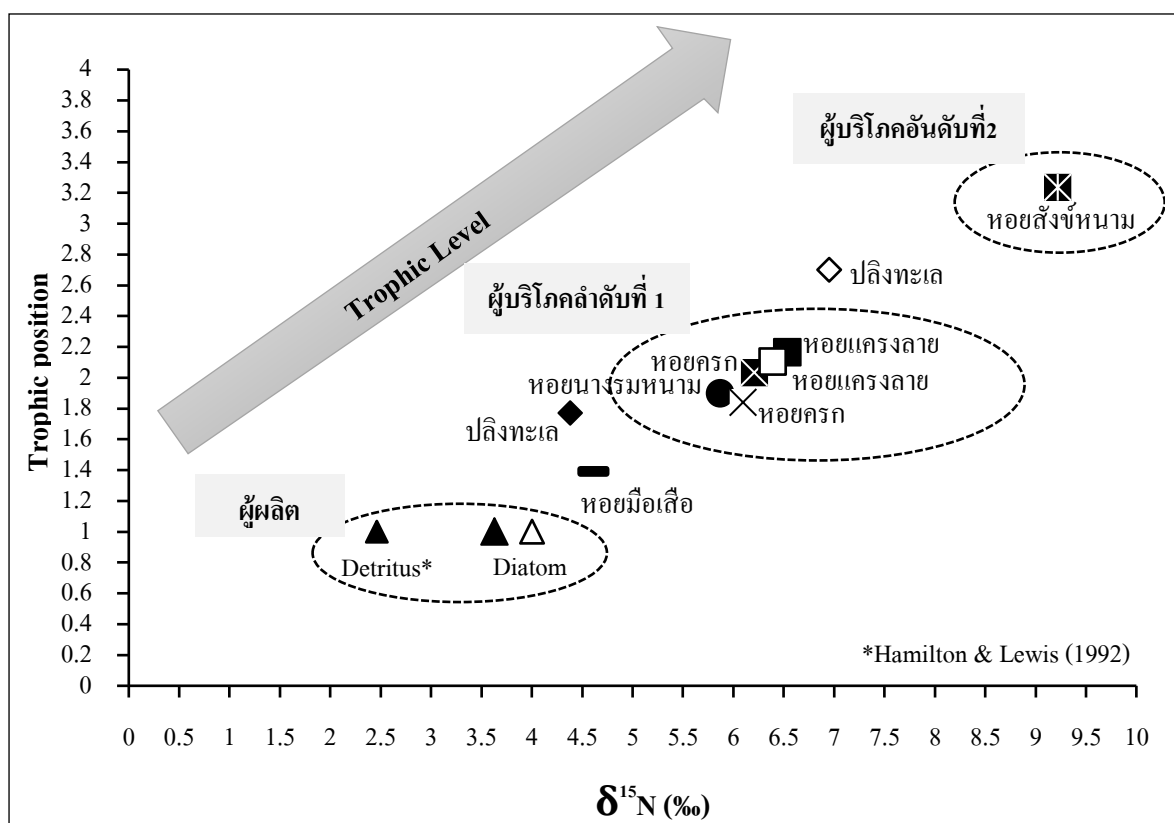 Trophic position
4
3.8
3.6
3.4
3.2
3
2.8
2.6
2.4
2.2
2
1.8
1.6
1.4
1.2
1
0.8
0.6
0.4
0.2
0
Trophic Level
ผู้บริโภคอันดับที่2
หอยสังข์หนาม
ปลิงทะเล
ผู้บริโภคลำดับที่ 1
หอยแครงลาย
หอยครก
หอยแครงลาย
หอยนางรมหนาม
หอยครก
ปลิงทะเล
หอยมือเสือ
ผู้ผลิต
Detritus*
Diatom
*Hamilton & Lewis (1992)
0 0.5 1 1.5 2 2.5 3 3.5 4 4.5 5 5.5 6 6.5 7 7.5 8 8.5 9 9.5 10
δ¹⁵N (‰)